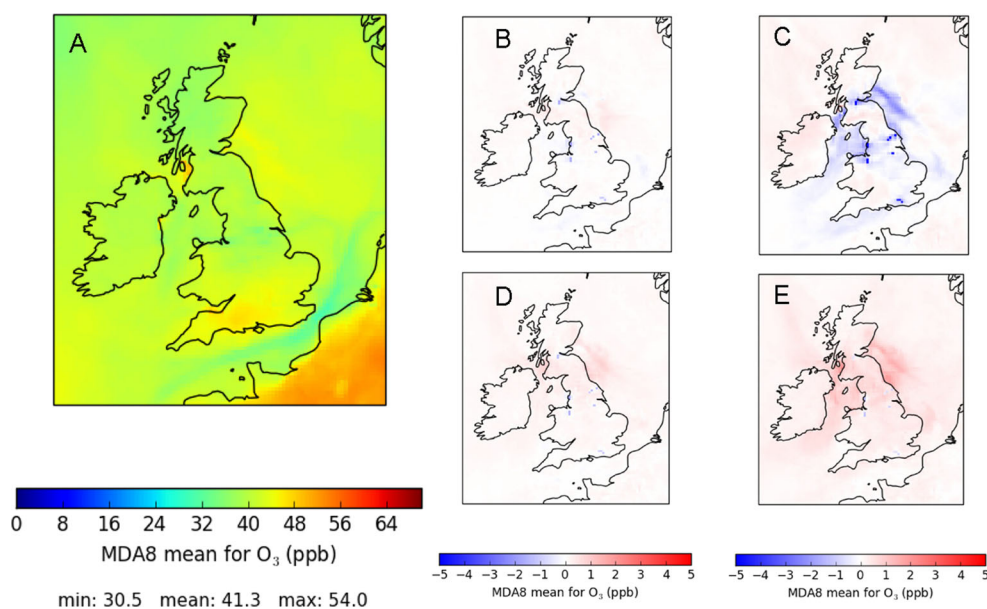 A
B
C
D
E
0 8 16 24 32 40 48 56 64
MDA8 mean for O₃ (ppb)
min: 30.5 mean: 41.3 max: 54.0
−5 −4 −3 −2 −1 0 1 2 3 4 5
MDA8 mean for O₃ (ppb)
−5 −4 −3 −2 −1 0 1 2 3 4 5
MDA8 mean for O₃ (ppb)